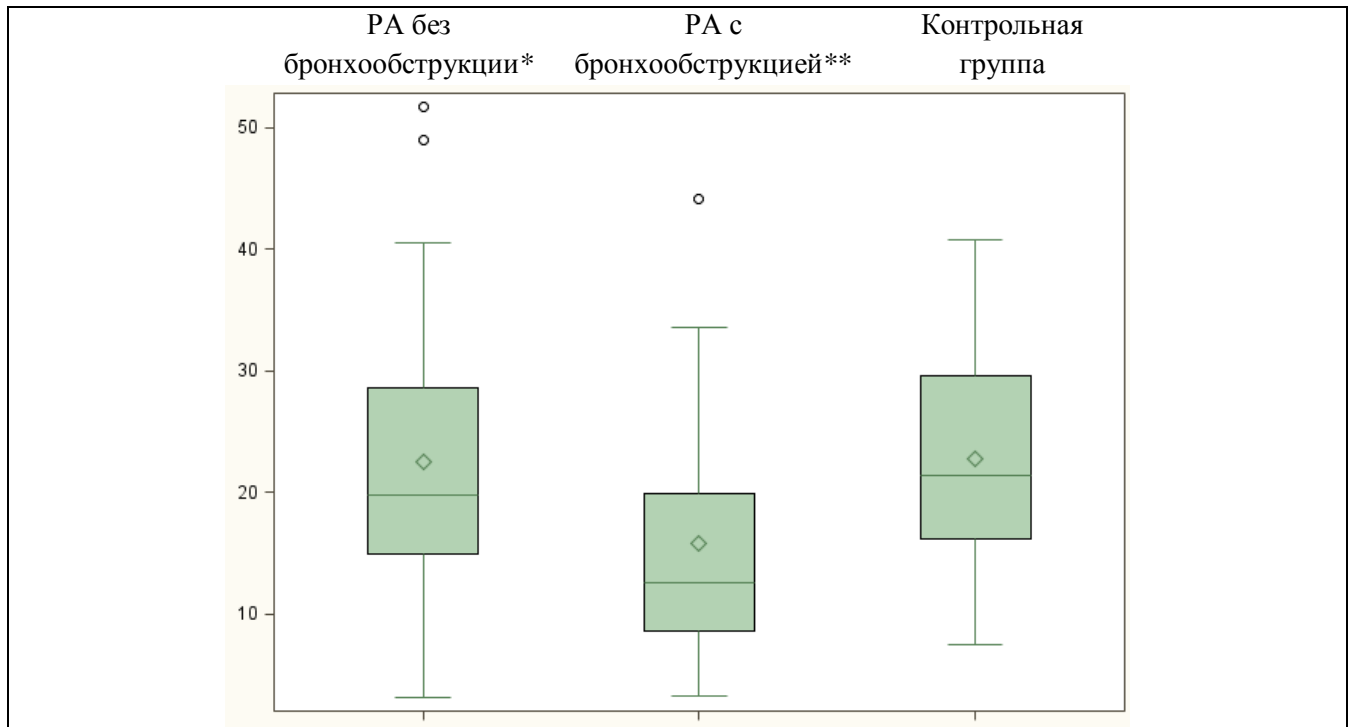 РА без
бронхообструкции*
РА с
бронхообструкцией**
Контрольная
группа
50
40
30
20
10